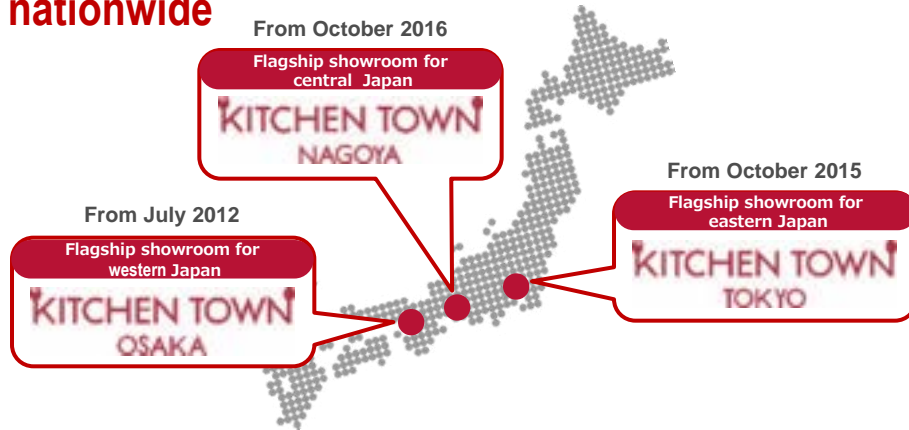 nationwide
From October 2016
Flagship showroom for
central Japan
KITCHEN TOWN
NAGOYA
From October 2015
Flagship showroom for
eastern Japan
KITCHEN TOWN
TOKYO
From July 2012
Flagship showroom for
western Japan
KITCHEN TOWN
OSAKA